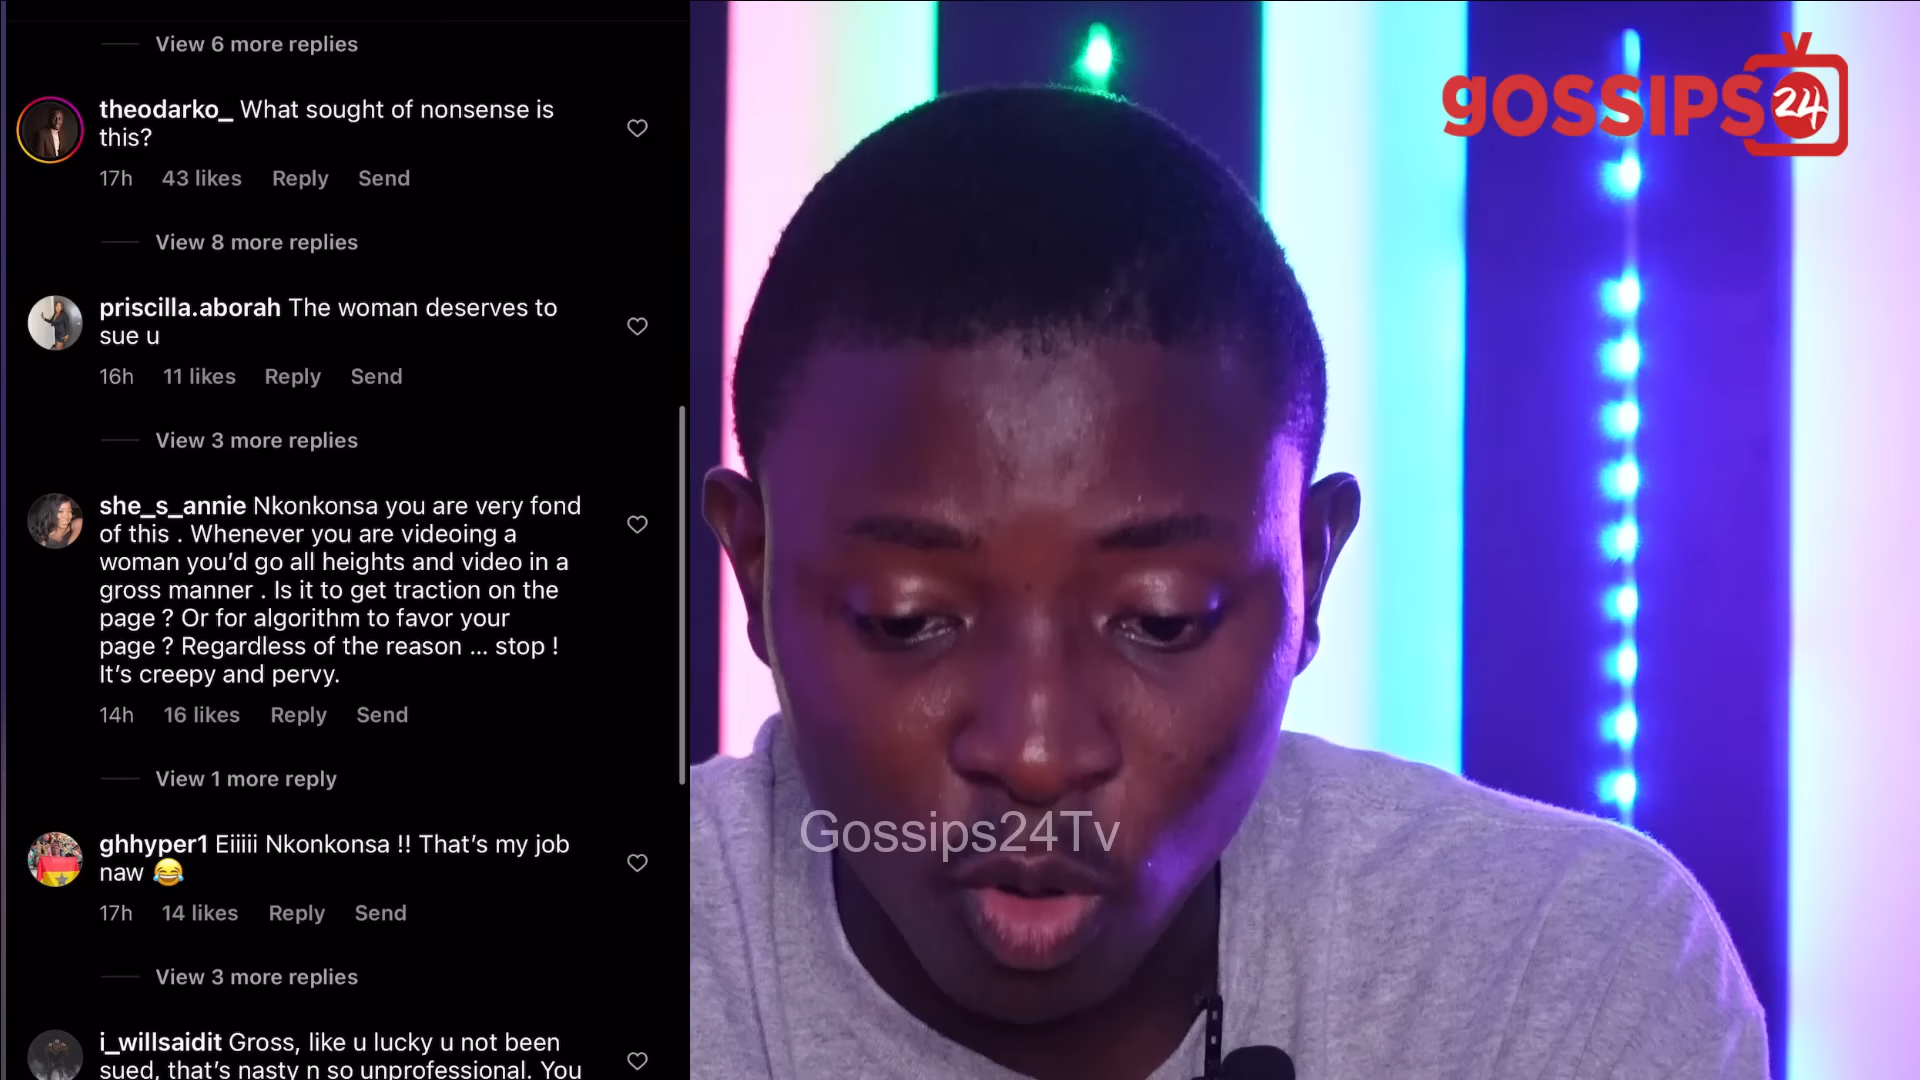 View 6 more replies
theodarko_ What sought of nonsense is
this?
17h 43 likes Reply Send
View 8 more replies
priscilla.aborah The woman deserves to
sue u
16h 11 likes Reply Send
View 3 more replies
she_s_annie Nkonkonsa you are very fond
of this . Whenever you are videoing a
woman you’d go all heights and video in a
gross manner . Is it to get traction on the
page ? Or for algorithm to favor your
page ? Regardless of the reason ... stop !
It’s creepy and pervy.
14h 16 likes Reply Send
View 1 more reply
ghhyper1 Eiiiii Nkonkonsa !! That’s my job
naw 😂
17h 14 likes Reply Send
View 3 more replies
i_willsaidit Gross, like u lucky u not been
sued, that’s nasty n so unprofessional. You
gOSSIPS 24
Gossips24Tv